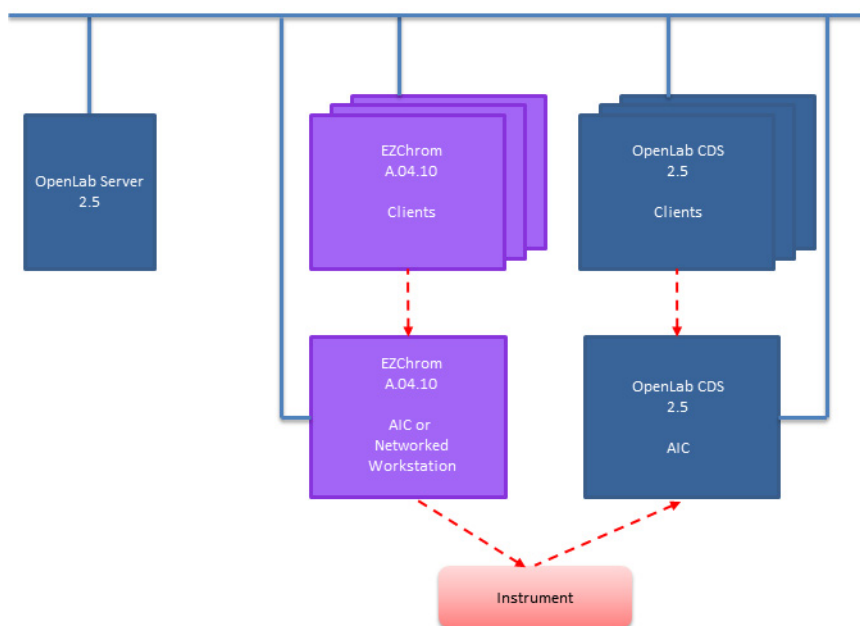 OpenLab Server
2.5
EZChrom
A.04.10
Clients
OpenLab CDS
2.5
Clients
EZChrom
A.04.10
AIC or
Networked
Workstation
OpenLab CDS
2.5
AIC
Instrument